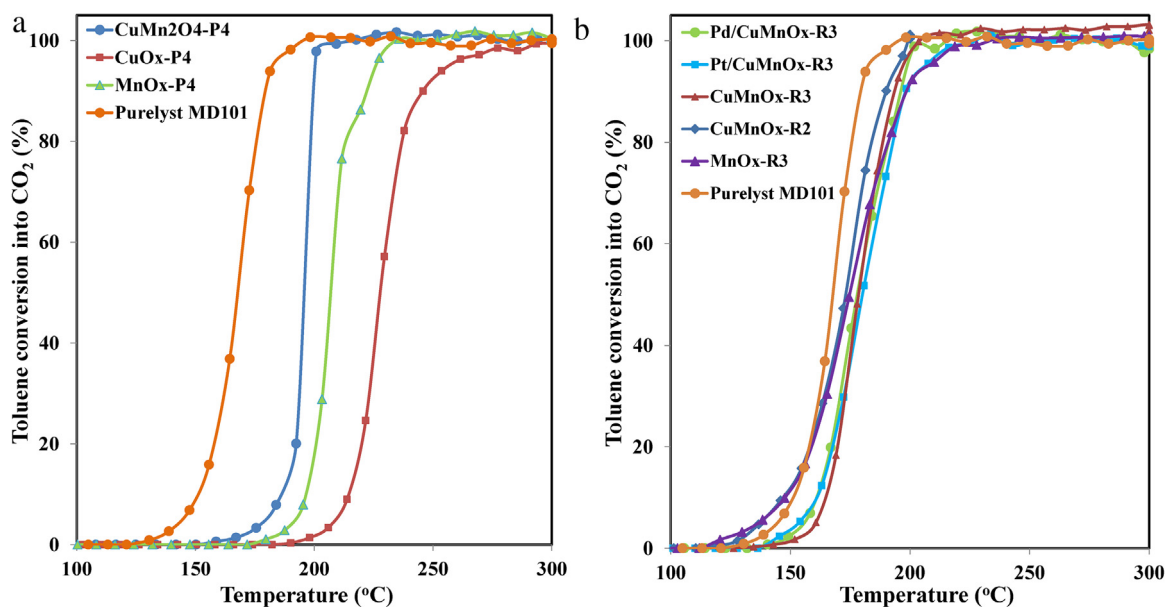 a
CuMn2O4-P4
CuOx-P4
MnOx-P4
Purelyst MD101
Toluene conversion into CO₂ (%)
100
80
60
40
20
0
100
150
200
250
300
Temperature (°C)
b
Pd/CuMnOx-R3
Pt/CuMnOx-R3
CuMnOx-R3
CuMnOx-R2
MnOx-R3
Purelyst MD101
Toluene conversion into CO₂ (%)
100
80
60
40
20
0
100
150
200
250
300
Temperature (°C)